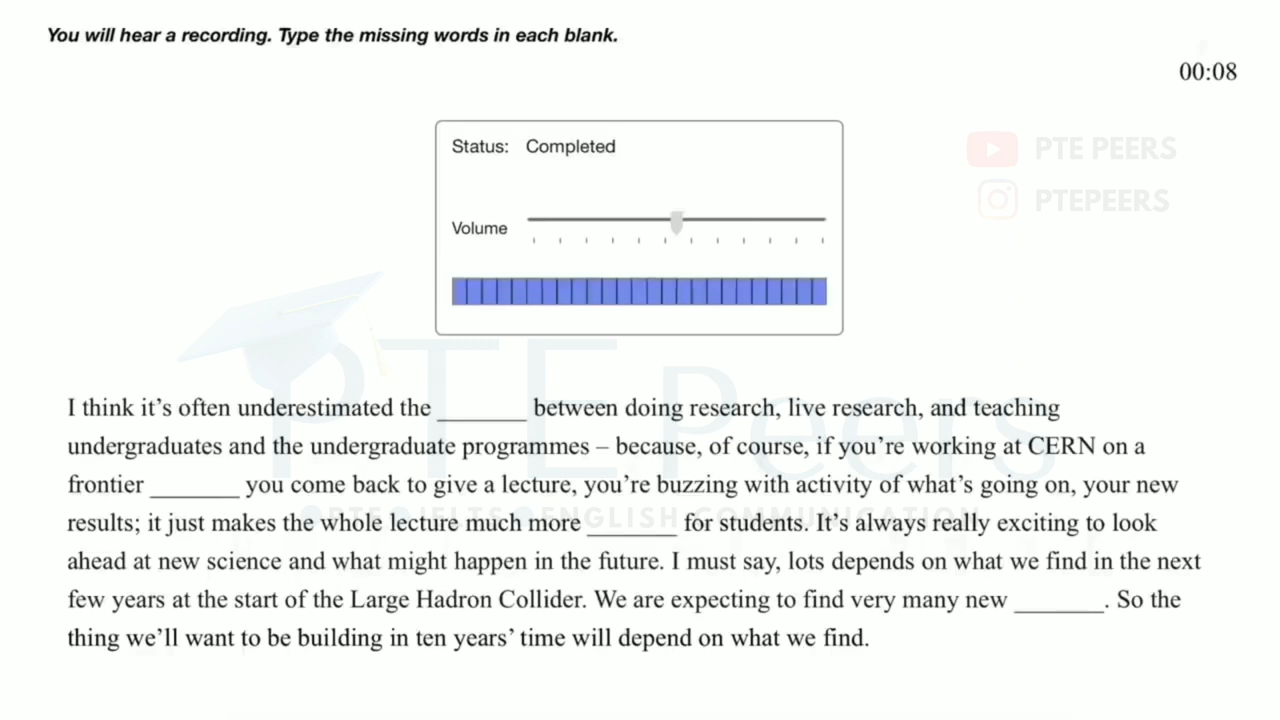 You will hear a recording. Type the missing words in each blank.
00:08
Status: Completed
PTE PEERS
PTEPEERS
Volume
PTE Peers
PTE IELTS ENGLISH COMMUNICATION
I think it’s often underestimated the _______ between doing research, live research, and teaching
undergraduates and the undergraduate programmes – because, of course, if you’re working at CERN on a
frontier _______ you come back to give a lecture, you’re buzzing with activity of what’s going on, your new
results; it just makes the whole lecture much more _______ for students. It’s always really exciting to look
ahead at new science and what might happen in the future. I must say, lots depends on what we find in the next
few years at the start of the Large Hadron Collider. We are expecting to find very many new _______. So the
thing we’ll want to be building in ten years’ time will depend on what we find.